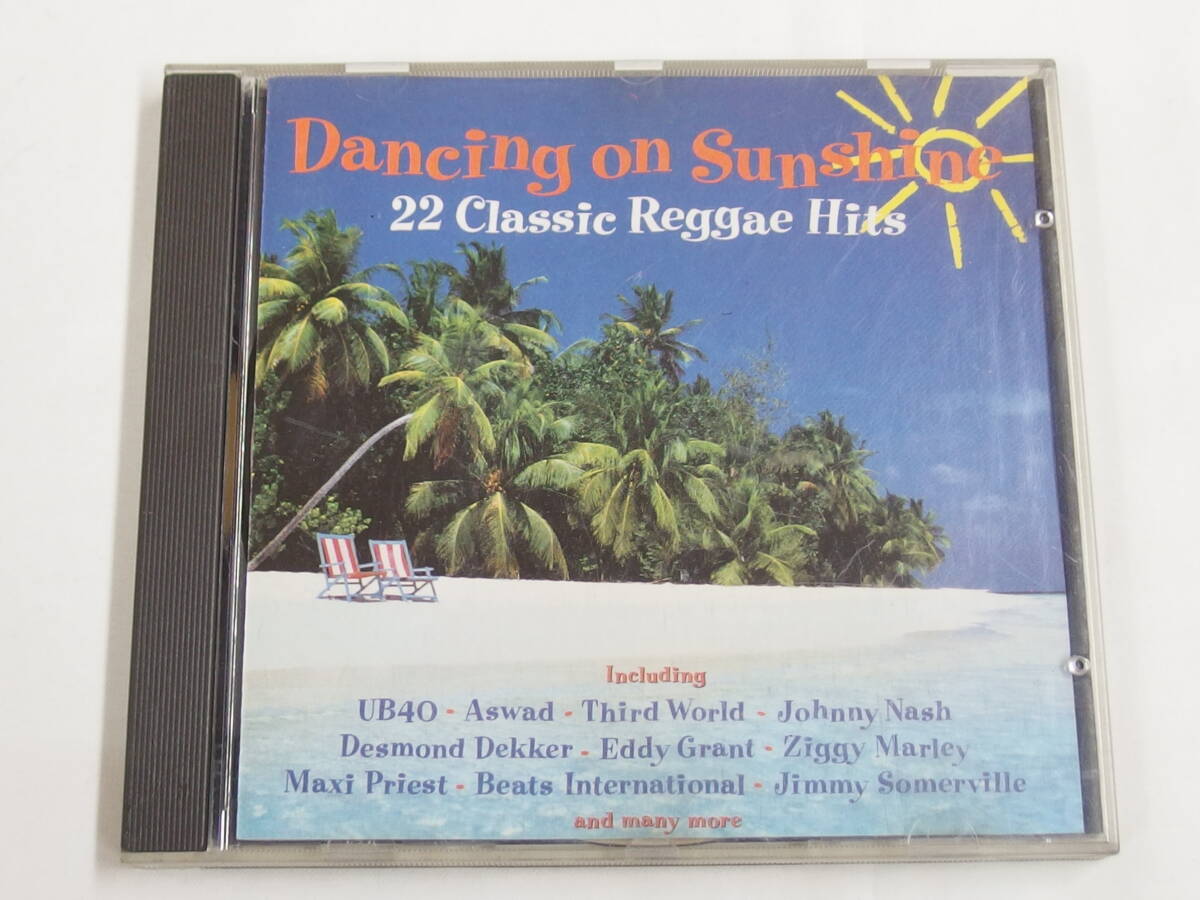 Dancing on Sunshine
22 Classic Reggae Hits
Including
UB40 - Aswad - Third World - Johnny Nash
Desmond Dekker - Eddy Grant - Ziggy Marley
Maxi Priest - Beats International - Jimmy Somerville
and many more